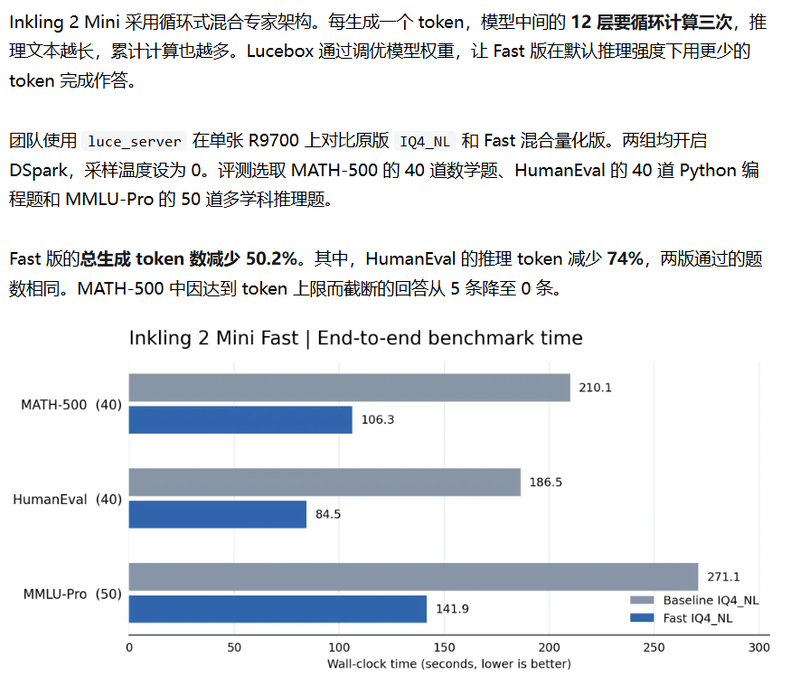 Inkling 2 Mini 采用循环式混合专家架构。每生成一个 token，模型中间的 12 层要循环计算三次，推
理文本越长，累计计算也越多。Lucebox 通过调优模型权重，让 Fast 版在默认推理强度下用更少的
token 完成作答。
团队使用 luce_server 在单张 R9700 上对比原版 IQ4_NL 和 Fast 混合量化版。两组均开启
DSpark，采样温度设为 0。评测选取 MATH-500 的 40 道数学题、HumanEval 的 40 道 Python 编
程题和 MMLU-Pro 的 50 道多学科推理题。
Fast 版的总生成 token 数减少 50.2%。其中，HumanEval 的推理 token 减少 74%，两版通过的题
数相同。MATH-500 中因达到 token 上限而截断的回答从 5 条降至 0 条。
Inkling 2 Mini Fast | End-to-end benchmark time
MATH-500 (40)
210.1
106.3
HumanEval (40)
186.5
84.5
MMLU-Pro (50)
271.1
141.9
Baseline IQ4_NL
Fast IQ4_NL
0 50 100 150 200 250 300
Wall-clock time (seconds, lower is better)